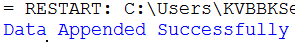 = RESTART: C:\Users\KVBBKSe
Data Appended Successfully